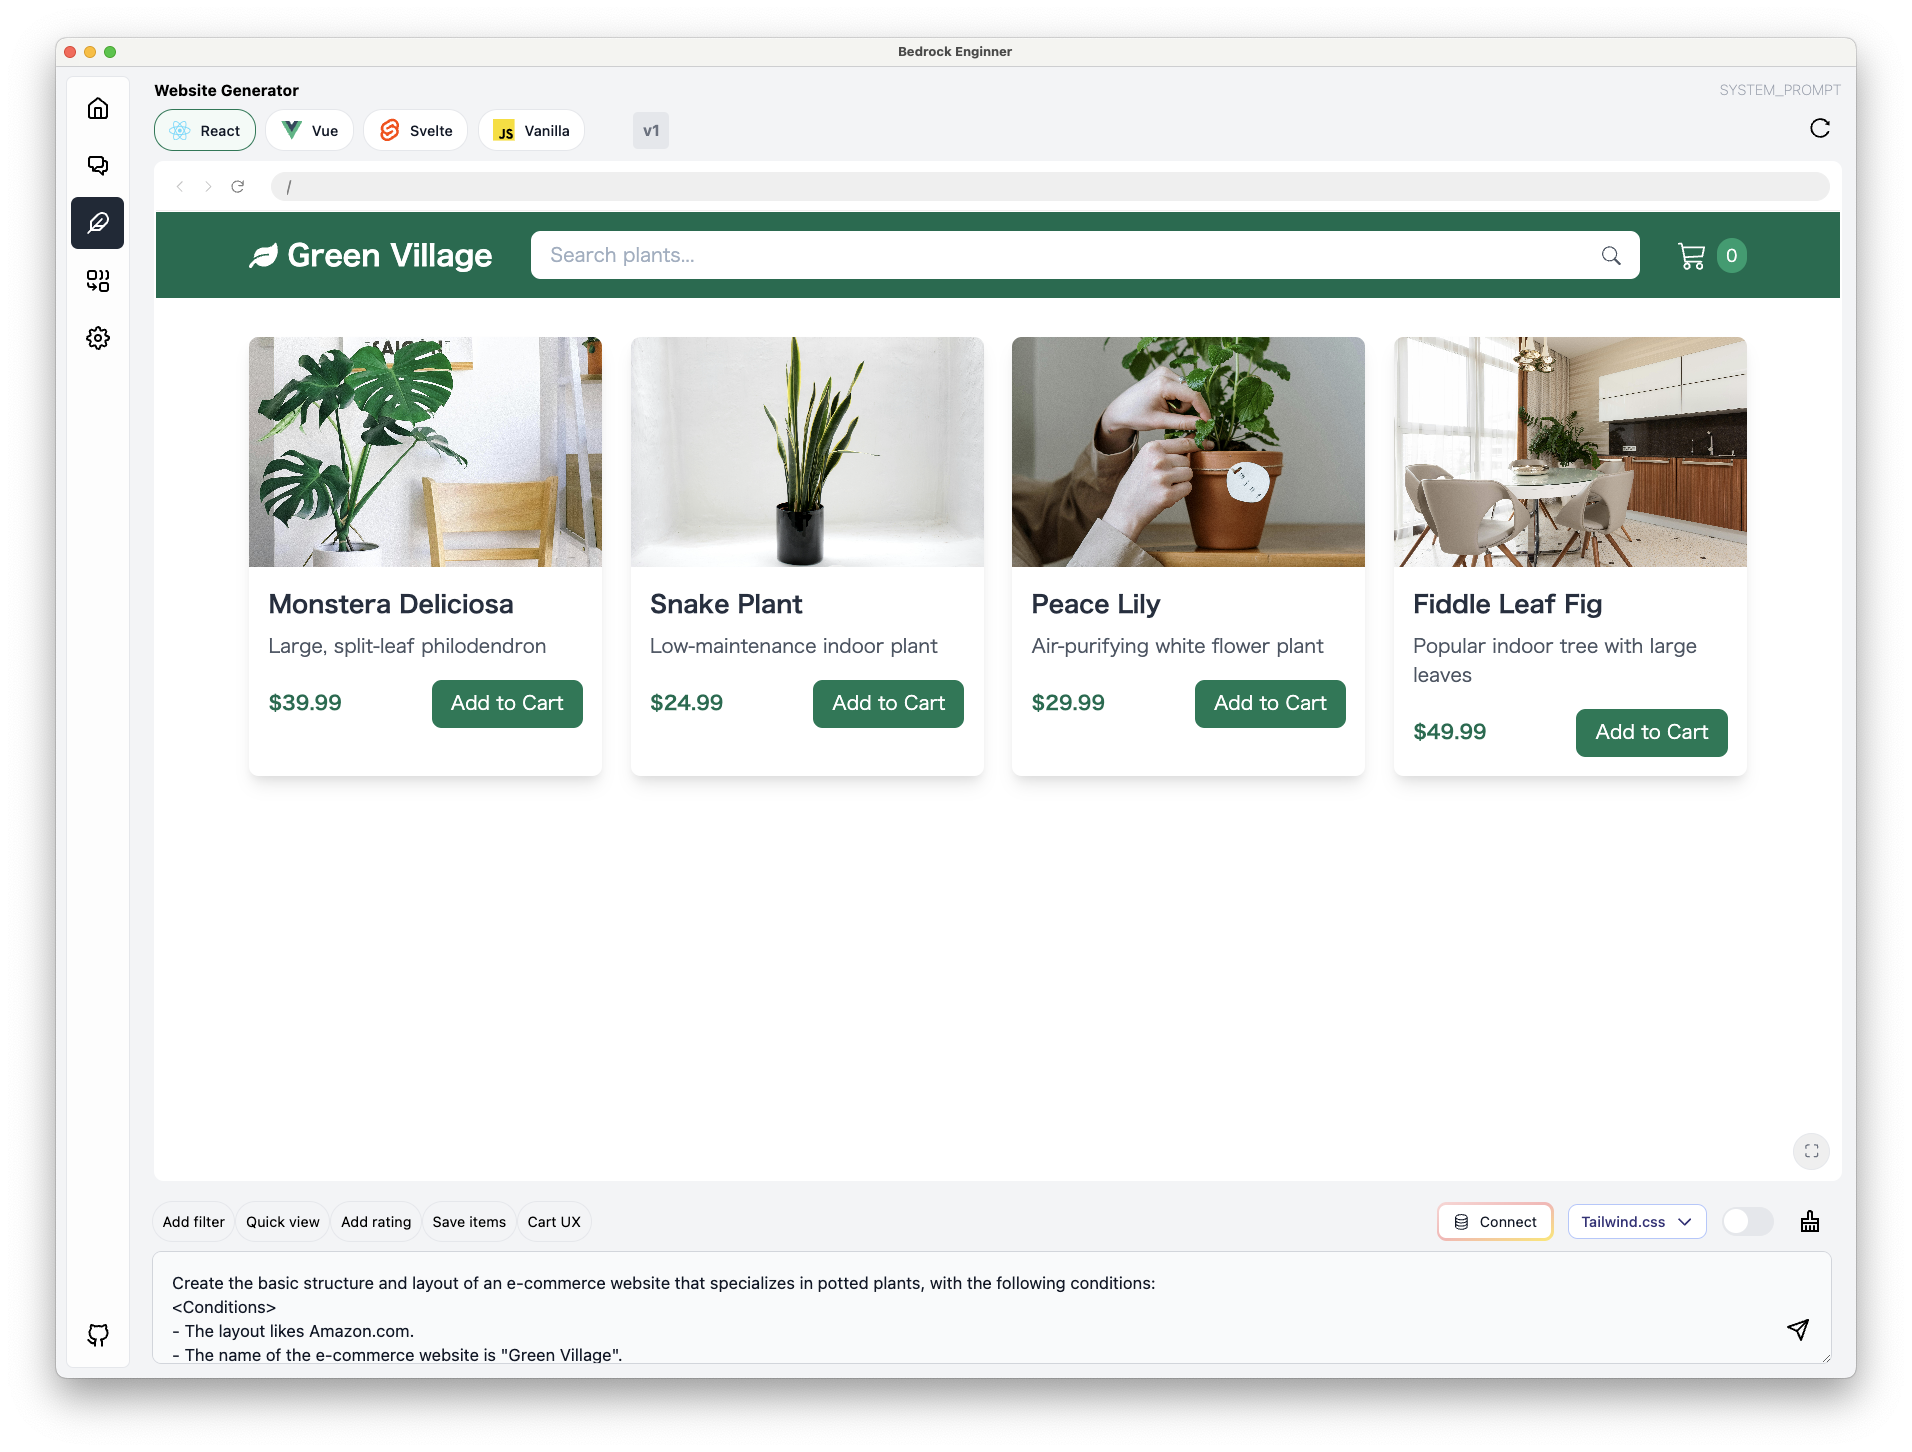 Bedrock Enginner
Website Generator
SYSTEM_PROMPT
React
Vue
Svelte
JS
Vanilla
v1
/
Green Village
Search plants...
0
mint
Monstera Deliciosa
Large, split-leaf philodendron
$39.99
Add to Cart
Snake Plant
Low-maintenance indoor plant
$24.99
Add to Cart
Peace Lily
Air-purifying white flower plant
$29.99
Add to Cart
Fiddle Leaf Fig
Popular indoor tree with large
leaves
$49.99
Add to Cart
Add filter
Quick view
Add rating
Save items
Cart UX
Connect
Tailwind.css
Create the basic structure and layout of an e-commerce website that specializes in potted plants, with the following conditions:
<Conditions>
- The layout likes Amazon.com.
- The name of the e-commerce website is "Green Village".